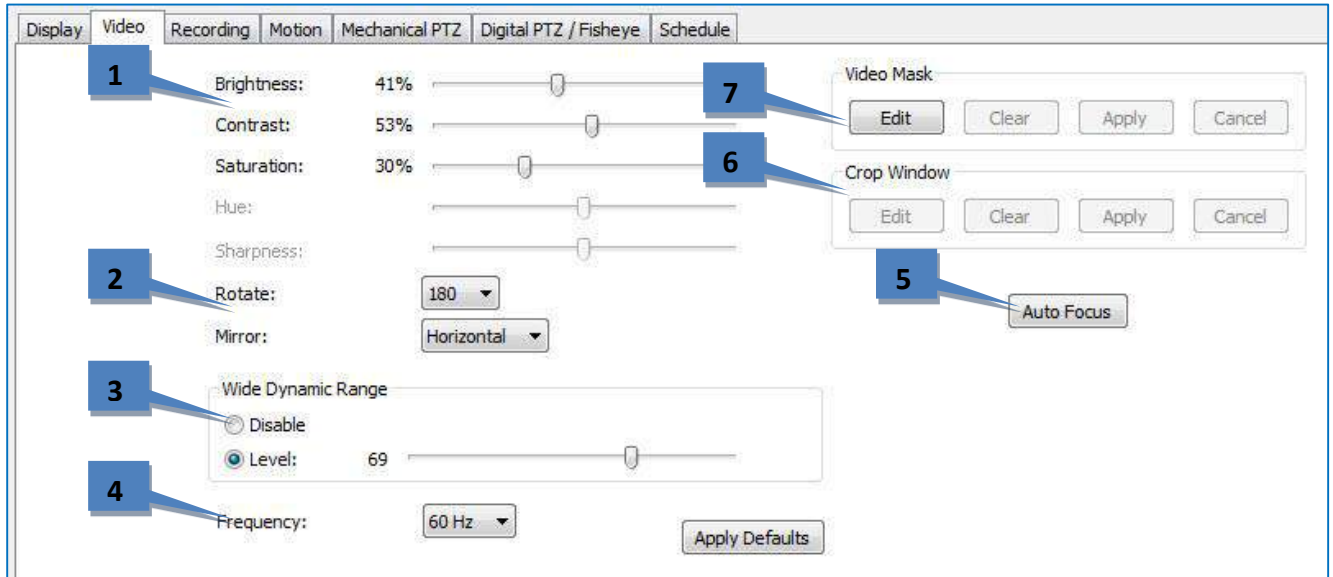 Display Video Recording Motion Mechanical PTZ Digital PTZ / Fisheye Schedule
1
Brightness: 41%
Contrast: 53%
Saturation: 30%
Hue:
Sharpness:
2
Rotate: 180
Mirror: Horizontal
3
Wide Dynamic Range
Disable
Level: 69
4
Frequency: 60 Hz
Apply Defaults
7
Video Mask
Edit Clear Apply Cancel
6
Crop Window
Edit Clear Apply Cancel
5
Auto Focus